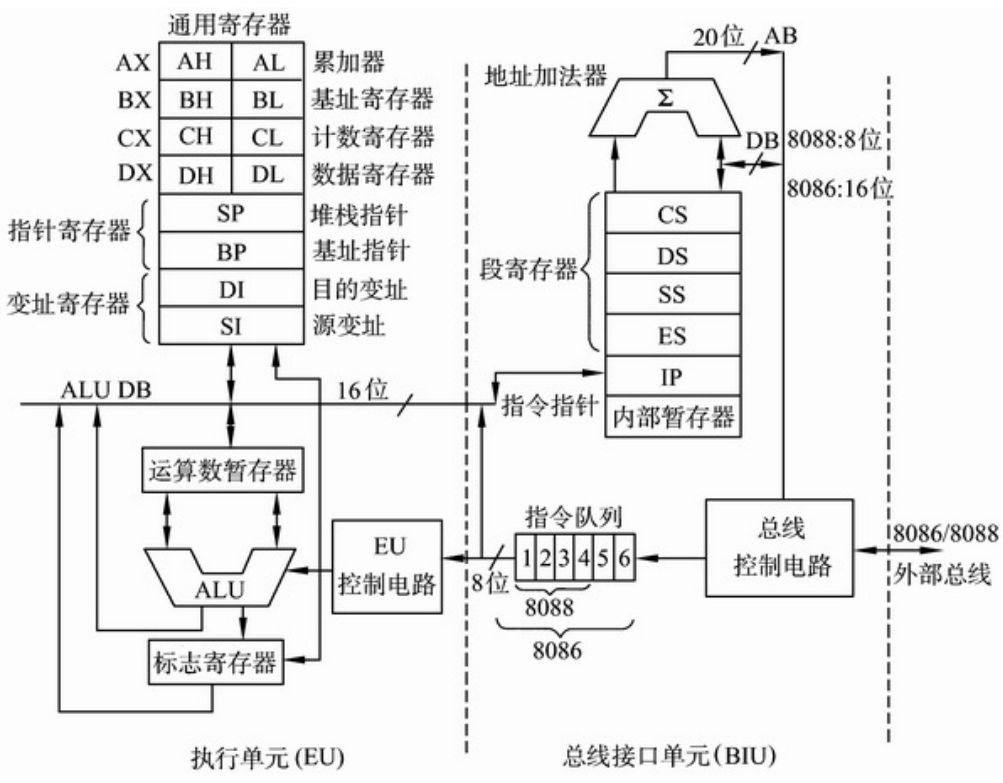 通用寄存器
AX AH AL 累加器
BX BH BL 基址寄存器
CX CH CL 计数寄存器
DX DH DL 数据寄存器
指针寄存器
SP 堆栈指针
BP 基址指针
变址寄存器
DI 目的变址
SI 源变址
ALU DB
16位
运算数暂存器
ALU
标志寄存器
EU
控制电路
执行单元(EU)
20位 AB
地址加法器
Σ
DB 8088:8位
8086:16位
段寄存器
CS
DS
SS
ES
IP
指令指针
内部暂存器
指令队列
1 2 3 4 5 6
8位
8088
8086
总线
控制电路
8086/8088
外部总线
总线接口单元(BIU)